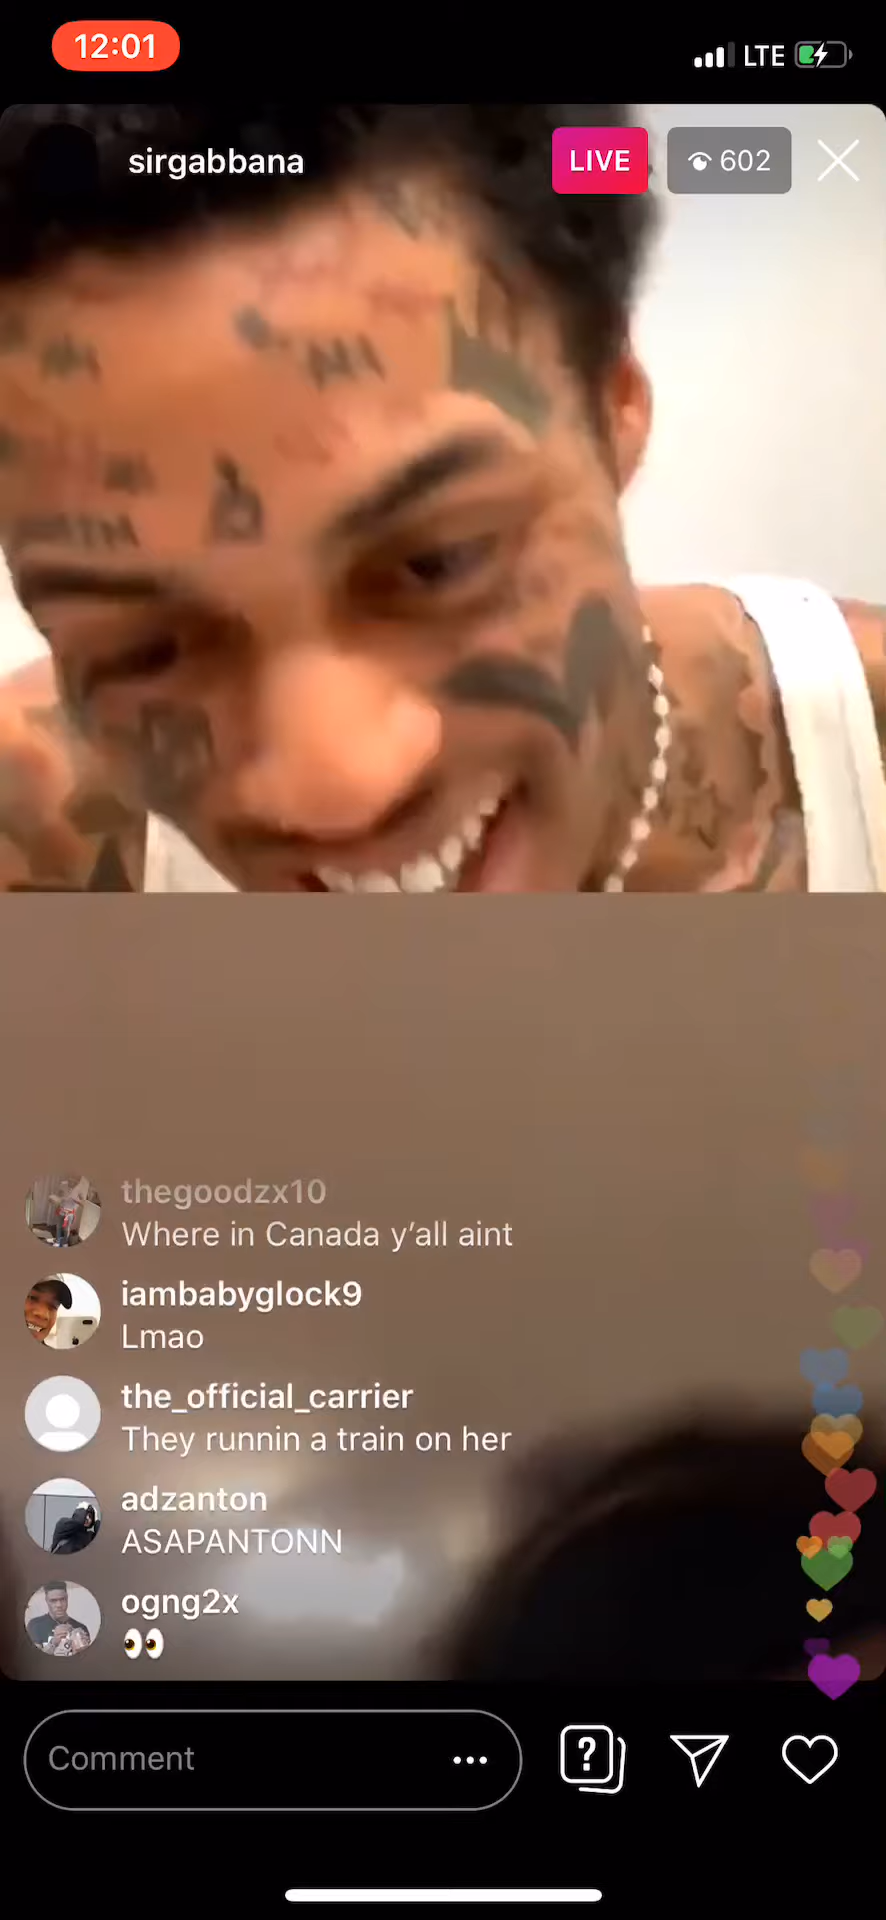 12:01
LTE
sirgabbana
LIVE
602
thegoodzx10
Where in Canada y’all aint
iambabyglock9
Lmao
the_official_carrier
They runnin a train on her
adzanton
ASAPANTONN
ogng2x
👀
Comment